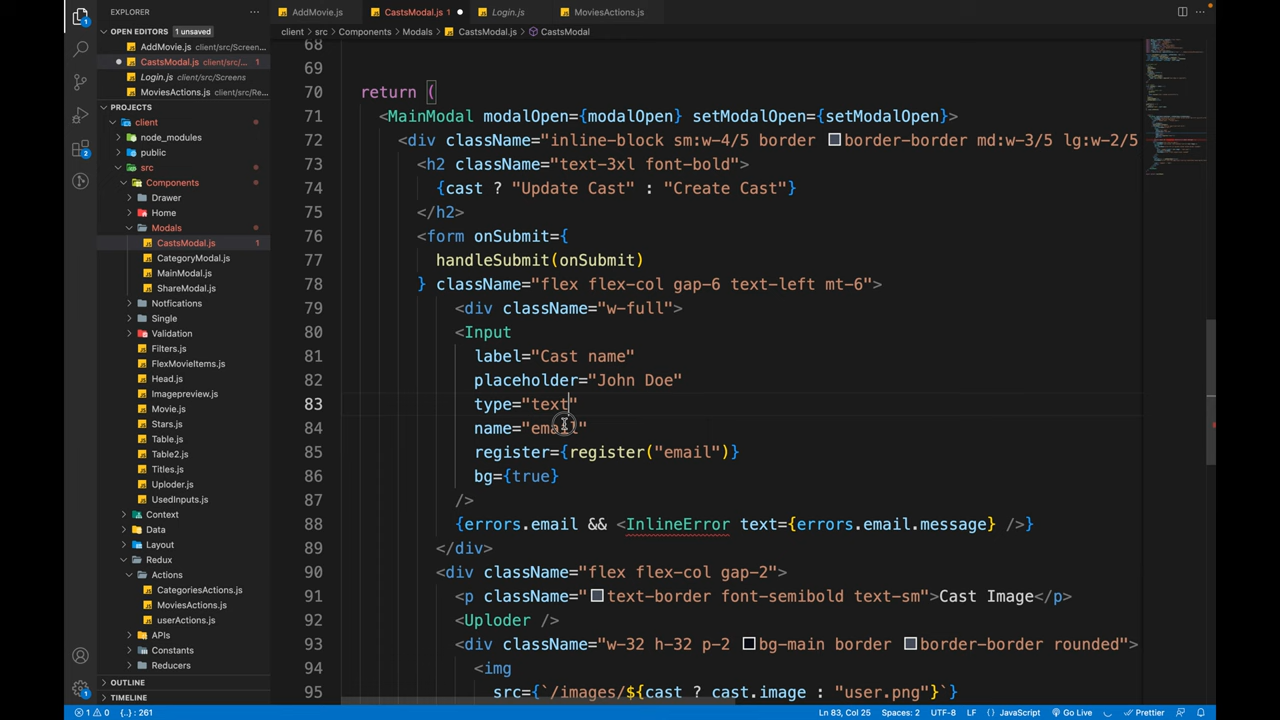 EXPLORER
...
AddMovie.js
CastsModal.js 1
Login.js
MoviesActions.js
OPEN EDITORS
1 unsaved
client > src > Components > Modals > CastsModal.js > CastsModal
AddMovie.js client/src/Screen...
CastsModal.js client/src/... 1
Login.js client/src/Screens
MoviesActions.js client/src/Re...
PROJECTS
client
node_modules
public
src
Components
Drawer
Home
Modals
CastsModal.js 1
CategoryModal.js
MainModal.js
ShareModal.js
Notfications
Single
Validation
Filters.js
FlexMovieItems.js
Head.js
Imagepreview.js
Movie.js
Stars.js
Table.js
Table2.js
Titles.js
Uploder.js
UsedInputs.js
Context
Data
Layout
Redux
Actions
CategoriesActions.js
MoviesActions.js
userActions.js
APIs
Constants
Reducers
OUTLINE
TIMELINE
68
69
70 return (
71 <MainModal modalOpen={modalOpen} setModalOpen={setModalOpen}>
72 <div className="inline-block sm:w-4/5 border border-border md:w-3/5 lg:w-2/5
73 <h2 className="text-3xl font-bold">
74 {cast ? "Update Cast" : "Create Cast"}
75 </h2>
76 <form onSubmit={
77 handleSubmit(onSubmit)
78 } className="flex flex-col gap-6 text-left mt-6">
79 <div className="w-full">
80 <Input
81 label="Cast name"
82 placeholder="John Doe"
83 type="text"
84 name="email"
85 register={register("email")}
86 bg={true}
87 />
88 {errors.email && <InlineError text={errors.email.message} />}
89 </div>
90 <div className="flex flex-col gap-2">
91 <p className="text-border font-semibold text-sm">Cast Image</p>
92 <Uploder />
93 <div className="w-32 h-32 p-2 bg-main border border-border rounded">
94 <img
95 src={`/images/${cast ? cast.image : "user.png"}`}
1 0 {..} : 261
Ln 83, Col 25 Spaces: 2 UTF-8 LF {} JavaScript Go Live Prettier